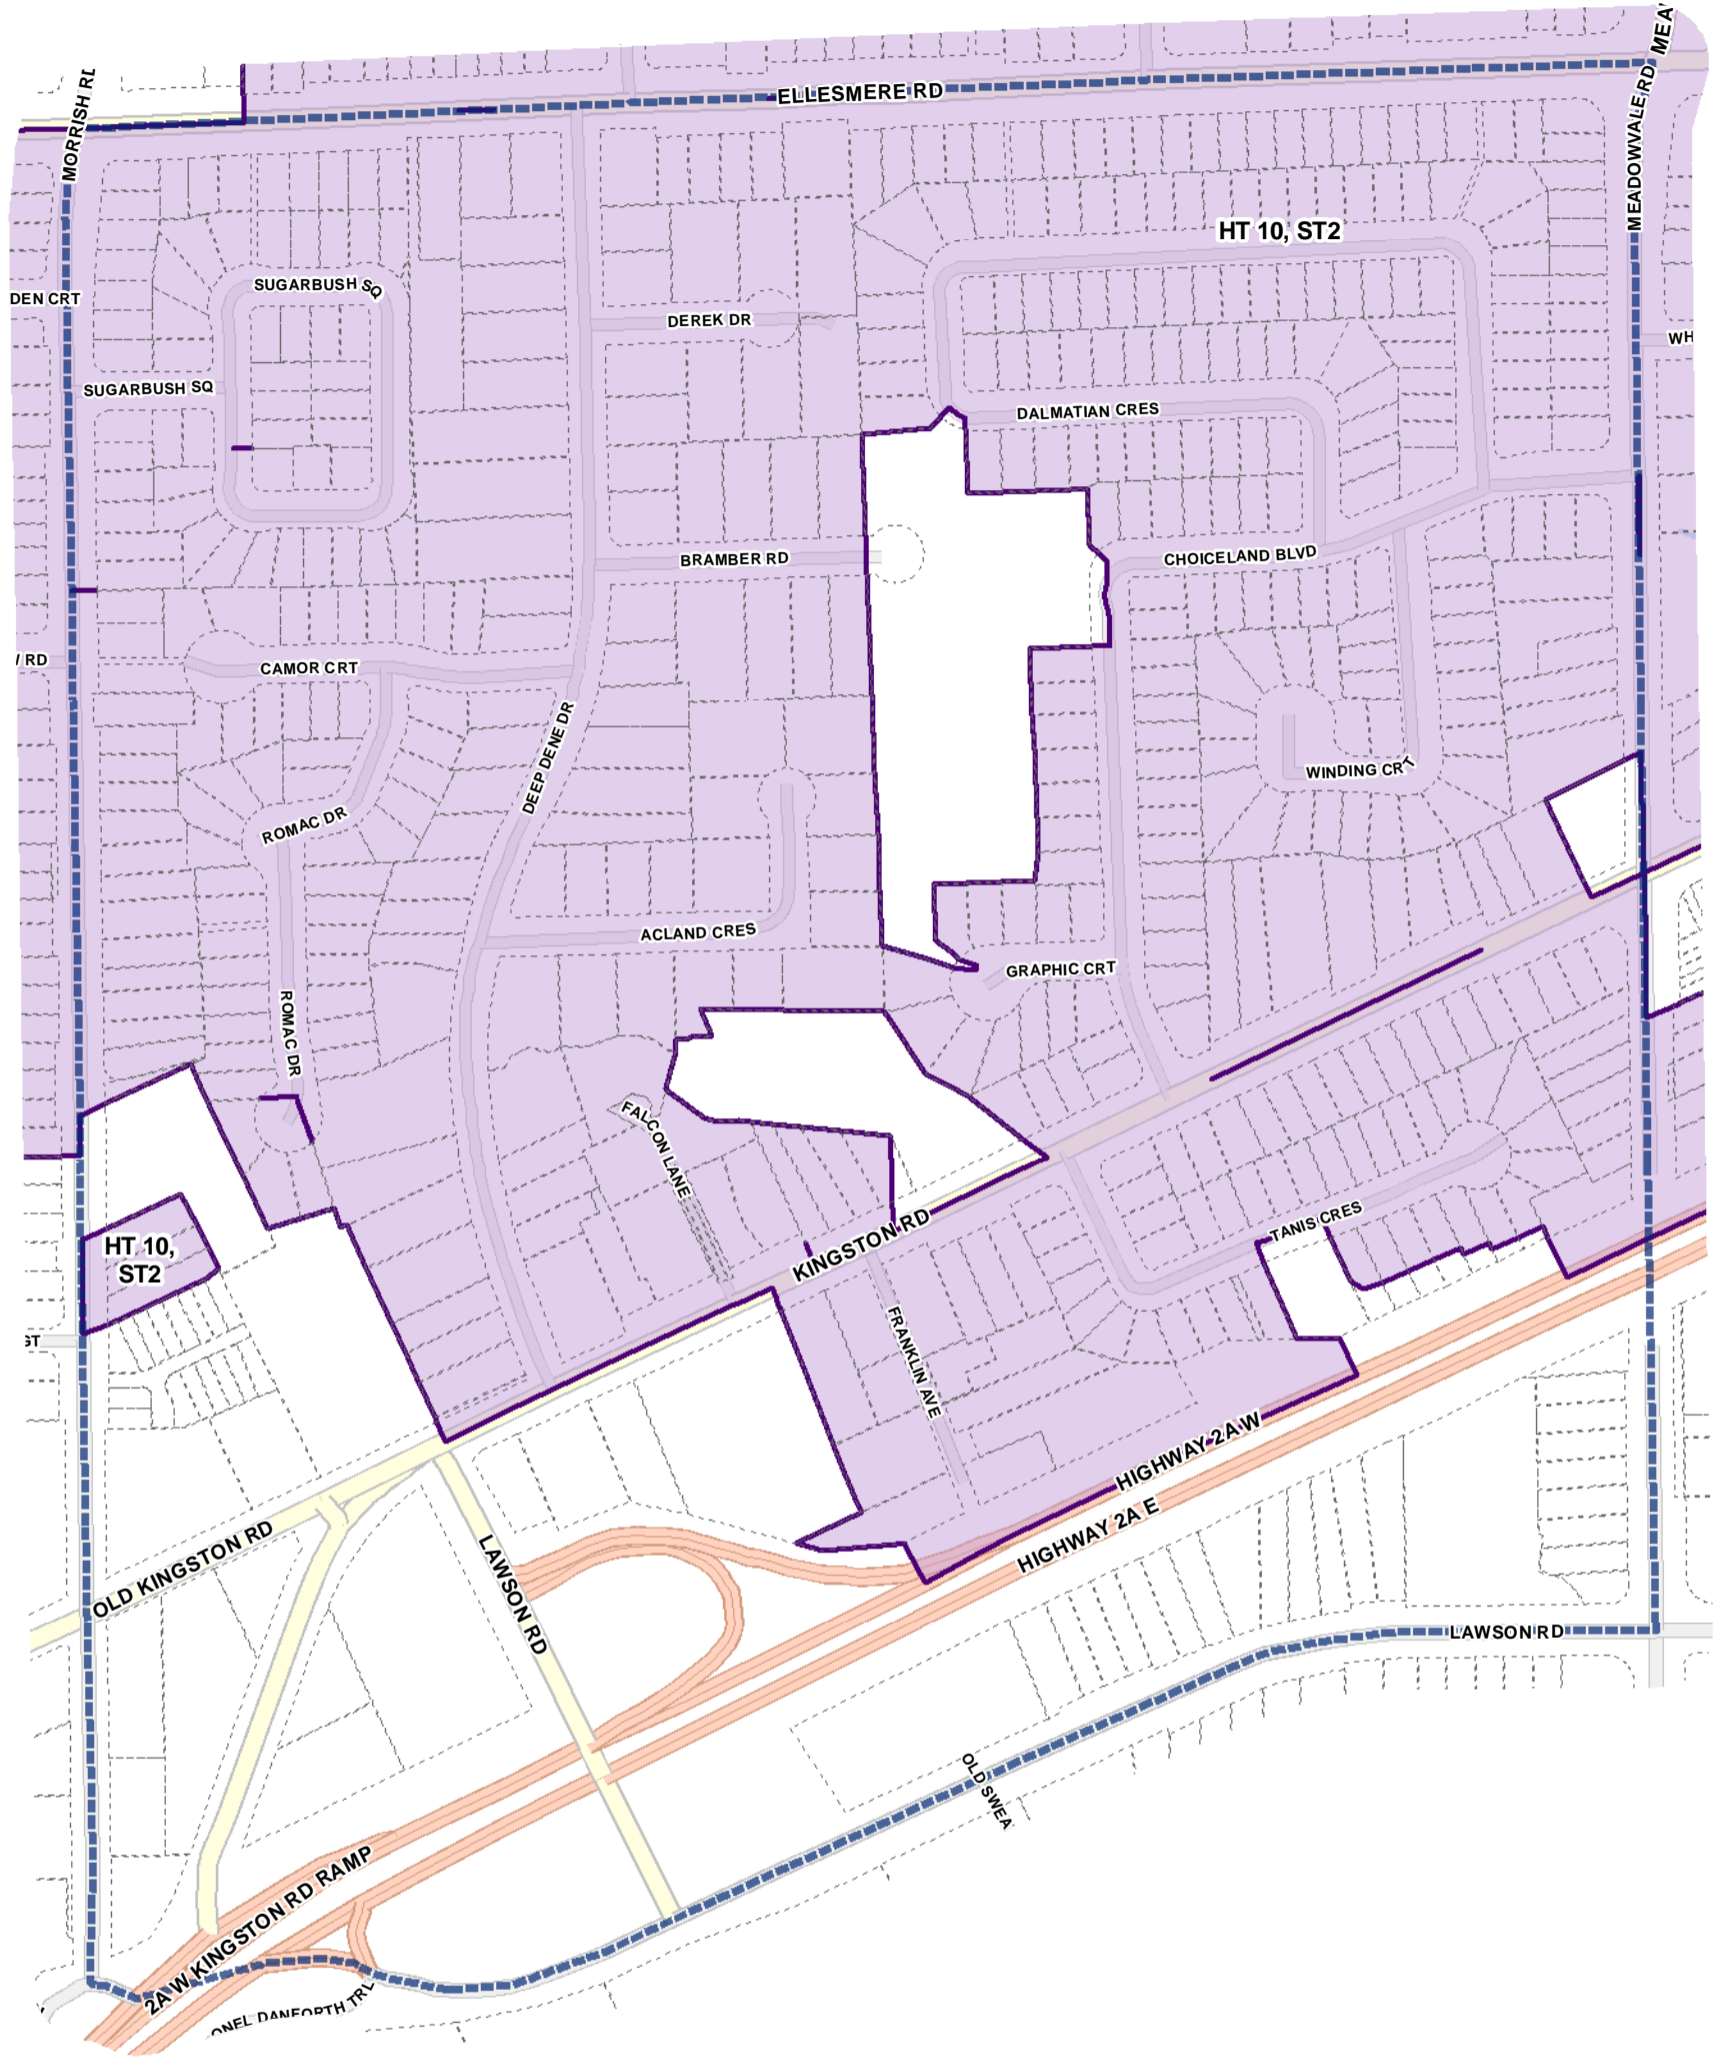 MEA
MORRISH RD
ELLESMERE RD
MEADOWVALE RD
HT 10, ST2
SUGARBUSH SQ
DEN CRT
DEREK DR
WH
SUGARBUSH SQ
DALMATIAN CRES
BRAMBER RD
CHOICELAND BLVD
RD
CAMOR CRT
DEEP DENE DR
WINDING CRT
ROMAC DR
ACLAND CRES
GRAPHIC CRT
ROMAC DR
FALCON LANE
KINGSTON RD
TANIS CRES
HT 10,
ST2
FRANKLIN AVE
HIGHWAY 2A W
HIGHWAY 2A E
OLD KINGSTON RD
LAWSON RD
LAWSON RD
OLD SWEA
2A W KINGSTON RD RAMP
ONEL DANFORTH TRL